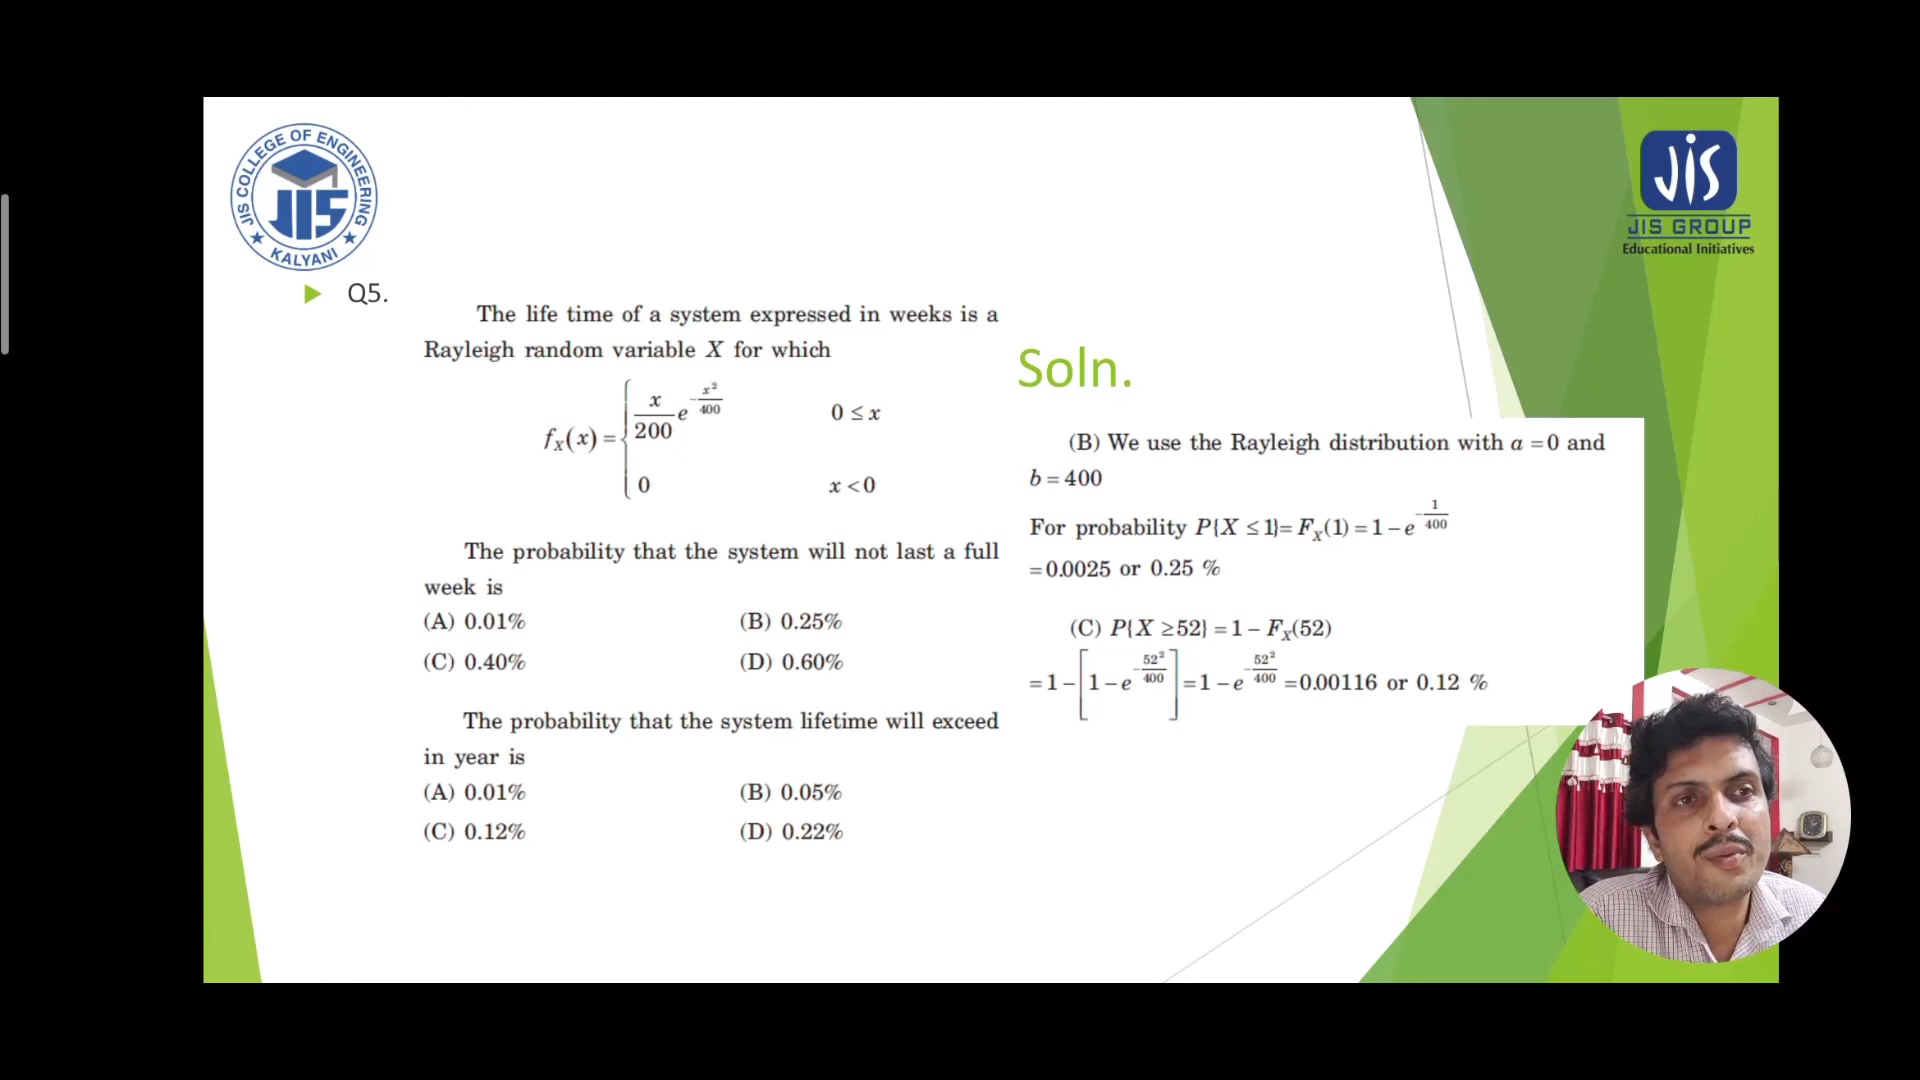 JIS COLLEGE OF ENGINEERING
JIS
★ KALYANI ★
JIS
JIS GROUP
Educational Initiatives
Q5.
The life time of a system expressed in weeks is a
Rayleigh random variable X for which
fX(x) = { x/200 e^(-x²/400)   0 ≤ x
0   x < 0
The probability that the system will not last a full
week is
(A) 0.01% (B) 0.25%
(C) 0.40% (D) 0.60%
The probability that the system lifetime will exceed
in year is
(A) 0.01% (B) 0.05%
(C) 0.12% (D) 0.22%
Soln.
(B) We use the Rayleigh distribution with a = 0 and
b = 400
For probability P{X ≤ 1} = FX(1) = 1 − e^(-1/400)
= 0.0025 or 0.25 %
(C) P{X ≥ 52} = 1 − FX(52)
= 1 − [1 − e^(-52²/400)] = 1 − e^(-52²/400) = 0.00116 or 0.12 %